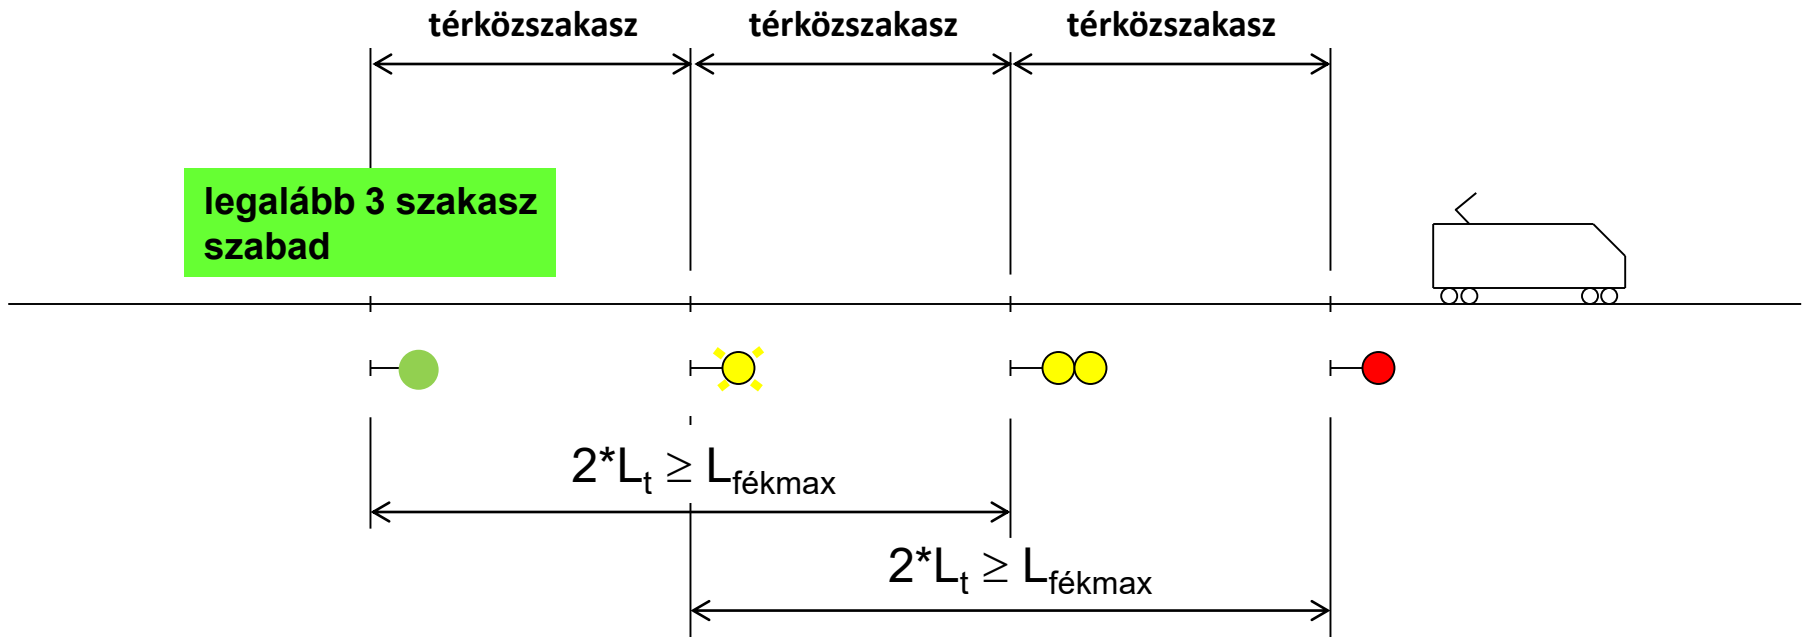 térközszakasz térközszakasz térközszakasz
legalább 3 szakasz
szabad
2*Lt ≥ Lfékmax
2*Lt ≥ Lfékmax